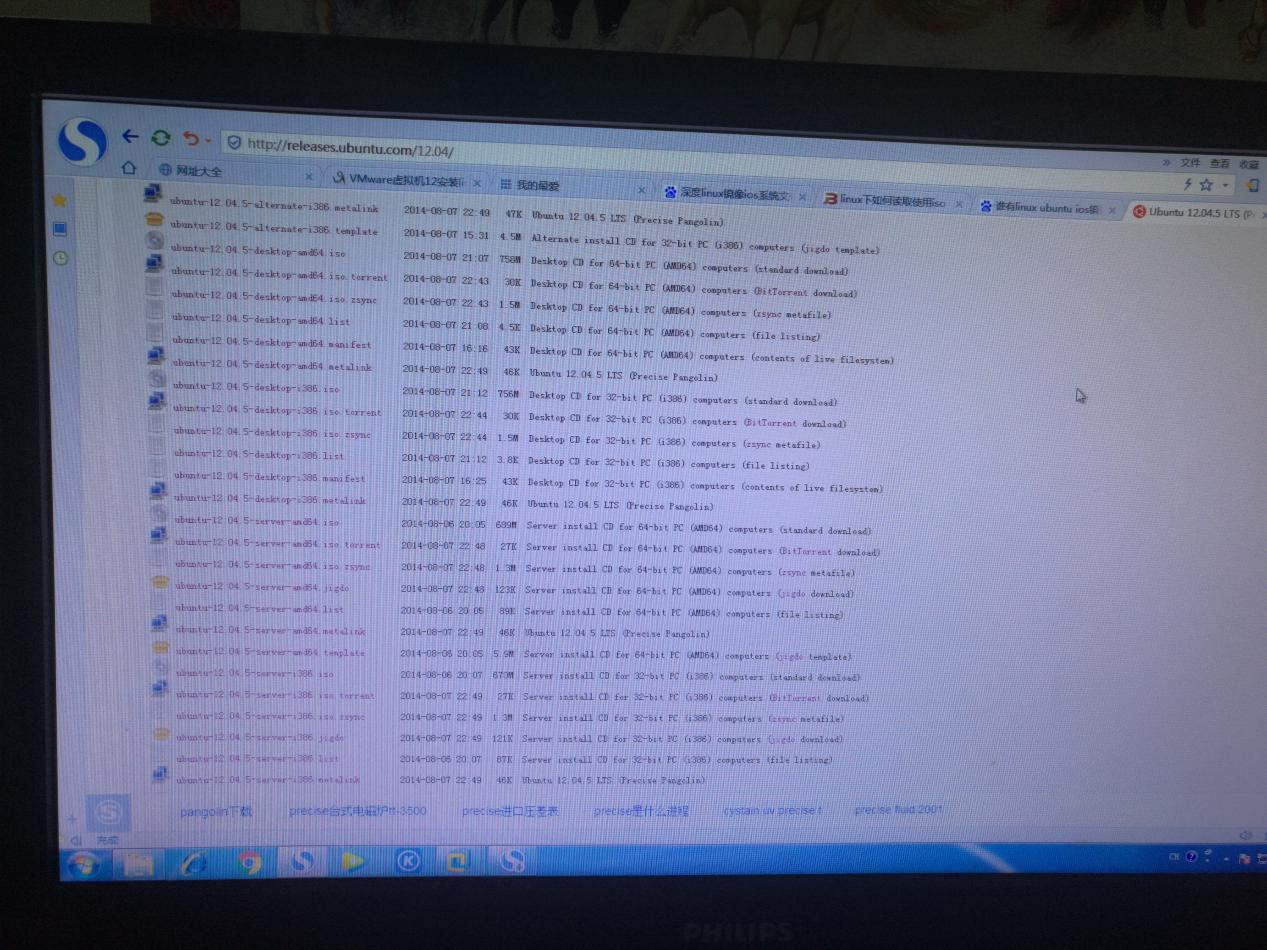 http://releases.ubuntu.com/12.04/
文件 查看 收藏
网址大全
VMware虚拟机12安装li
我的最爱
深度linux镜像ios系统文
linux下如何读取使用iso
谁有linux ubuntu ios镜
Ubuntu 12.04.5 LTS (Pr
ubuntu-12.04.5-alternate-i386.metalink 2014-08-07 22:49 47K Ubuntu 12.04.5 LTS (Precise Pangolin)
ubuntu-12.04.5-alternate-i386.template 2014-08-07 15:31 4.5M Alternate install CD for 32-bit PC (i386) computers (jigdo template)
ubuntu-12.04.5-desktop-amd64.iso 2014-08-07 21:07 758M Desktop CD for 64-bit PC (AMD64) computers (standard download)
ubuntu-12.04.5-desktop-amd64.iso.torrent 2014-08-07 22:43 30K Desktop CD for 64-bit PC (AMD64) computers (BitTorrent download)
ubuntu-12.04.5-desktop-amd64.iso.zsync 2014-08-07 22:43 1.5M Desktop CD for 64-bit PC (AMD64) computers (zsync metafile)
ubuntu-12.04.5-desktop-amd64.list 2014-08-07 21:08 4.5K Desktop CD for 64-bit PC (AMD64) computers (file listing)
ubuntu-12.04.5-desktop-amd64.manifest 2014-08-07 16:16 43K Desktop CD for 64-bit PC (AMD64) computers (contents of live filesystem)
ubuntu-12.04.5-desktop-amd64.metalink 2014-08-07 22:49 46K Ubuntu 12.04.5 LTS (Precise Pangolin)
ubuntu-12.04.5-desktop-i386.iso 2014-08-07 21:12 756M Desktop CD for 32-bit PC (i386) computers (standard download)
ubuntu-12.04.5-desktop-i386.iso.torrent 2014-08-07 22:44 30K Desktop CD for 32-bit PC (i386) computers (BitTorrent download)
ubuntu-12.04.5-desktop-i386.iso.zsync 2014-08-07 22:44 1.5M Desktop CD for 32-bit PC (i386) computers (zsync metafile)
ubuntu-12.04.5-desktop-i386.list 2014-08-07 21:12 3.8K Desktop CD for 32-bit PC (i386) computers (file listing)
ubuntu-12.04.5-desktop-i386.manifest 2014-08-07 16:25 43K Desktop CD for 32-bit PC (i386) computers (contents of live filesystem)
ubuntu-12.04.5-desktop-i386.metalink 2014-08-07 22:49 46K Ubuntu 12.04.5 LTS (Precise Pangolin)
ubuntu-12.04.5-server-amd64.iso 2014-08-06 20:05 689M Server install CD for 64-bit PC (AMD64) computers (standard download)
ubuntu-12.04.5-server-amd64.iso.torrent 2014-08-07 22:48 27K Server install CD for 64-bit PC (AMD64) computers (BitTorrent download)
ubuntu-12.04.5-server-amd64.iso.zsync 2014-08-07 22:48 1.3M Server install CD for 64-bit PC (AMD64) computers (zsync metafile)
ubuntu-12.04.5-server-amd64.jigdo 2014-08-07 22:48 123K Server install CD for 64-bit PC (AMD64) computers (jigdo download)
ubuntu-12.04.5-server-amd64.list 2014-08-06 20:05 89K Server install CD for 64-bit PC (AMD64) computers (file listing)
ubuntu-12.04.5-server-amd64.metalink 2014-08-07 22:49 46K Ubuntu 12.04.5 LTS (Precise Pangolin)
ubuntu-12.04.5-server-amd64.template 2014-08-06 20:05 5.9M Server install CD for 64-bit PC (AMD64) computers (jigdo template)
ubuntu-12.04.5-server-i386.iso 2014-08-06 20:07 670M Server install CD for 32-bit PC (i386) computers (standard download)
ubuntu-12.04.5-server-i386.iso.torrent 2014-08-07 22:49 27K Server install CD for 32-bit PC (i386) computers (BitTorrent download)
ubuntu-12.04.5-server-i386.iso.zsync 2014-08-07 22:49 1.3M Server install CD for 32-bit PC (i386) computers (zsync metafile)
ubuntu-12.04.5-server-i386.jigdo 2014-08-07 22:49 121K Server install CD for 32-bit PC (i386) computers (jigdo download)
ubuntu-12.04.5-server-i386.list 2014-08-06 20:07 87K Server install CD for 32-bit PC (i386) computers (file listing)
ubuntu-12.04.5-server-i386.metalink 2014-08-07 22:49 46K Ubuntu 12.04.5 LTS (Precise Pangolin)
pangolin下载 precise台式电磁炉tt-3500 precise进口压差表 precise是什么进程 cystain uv precise t precise fluid 2001
完成
CH
PHILIPS